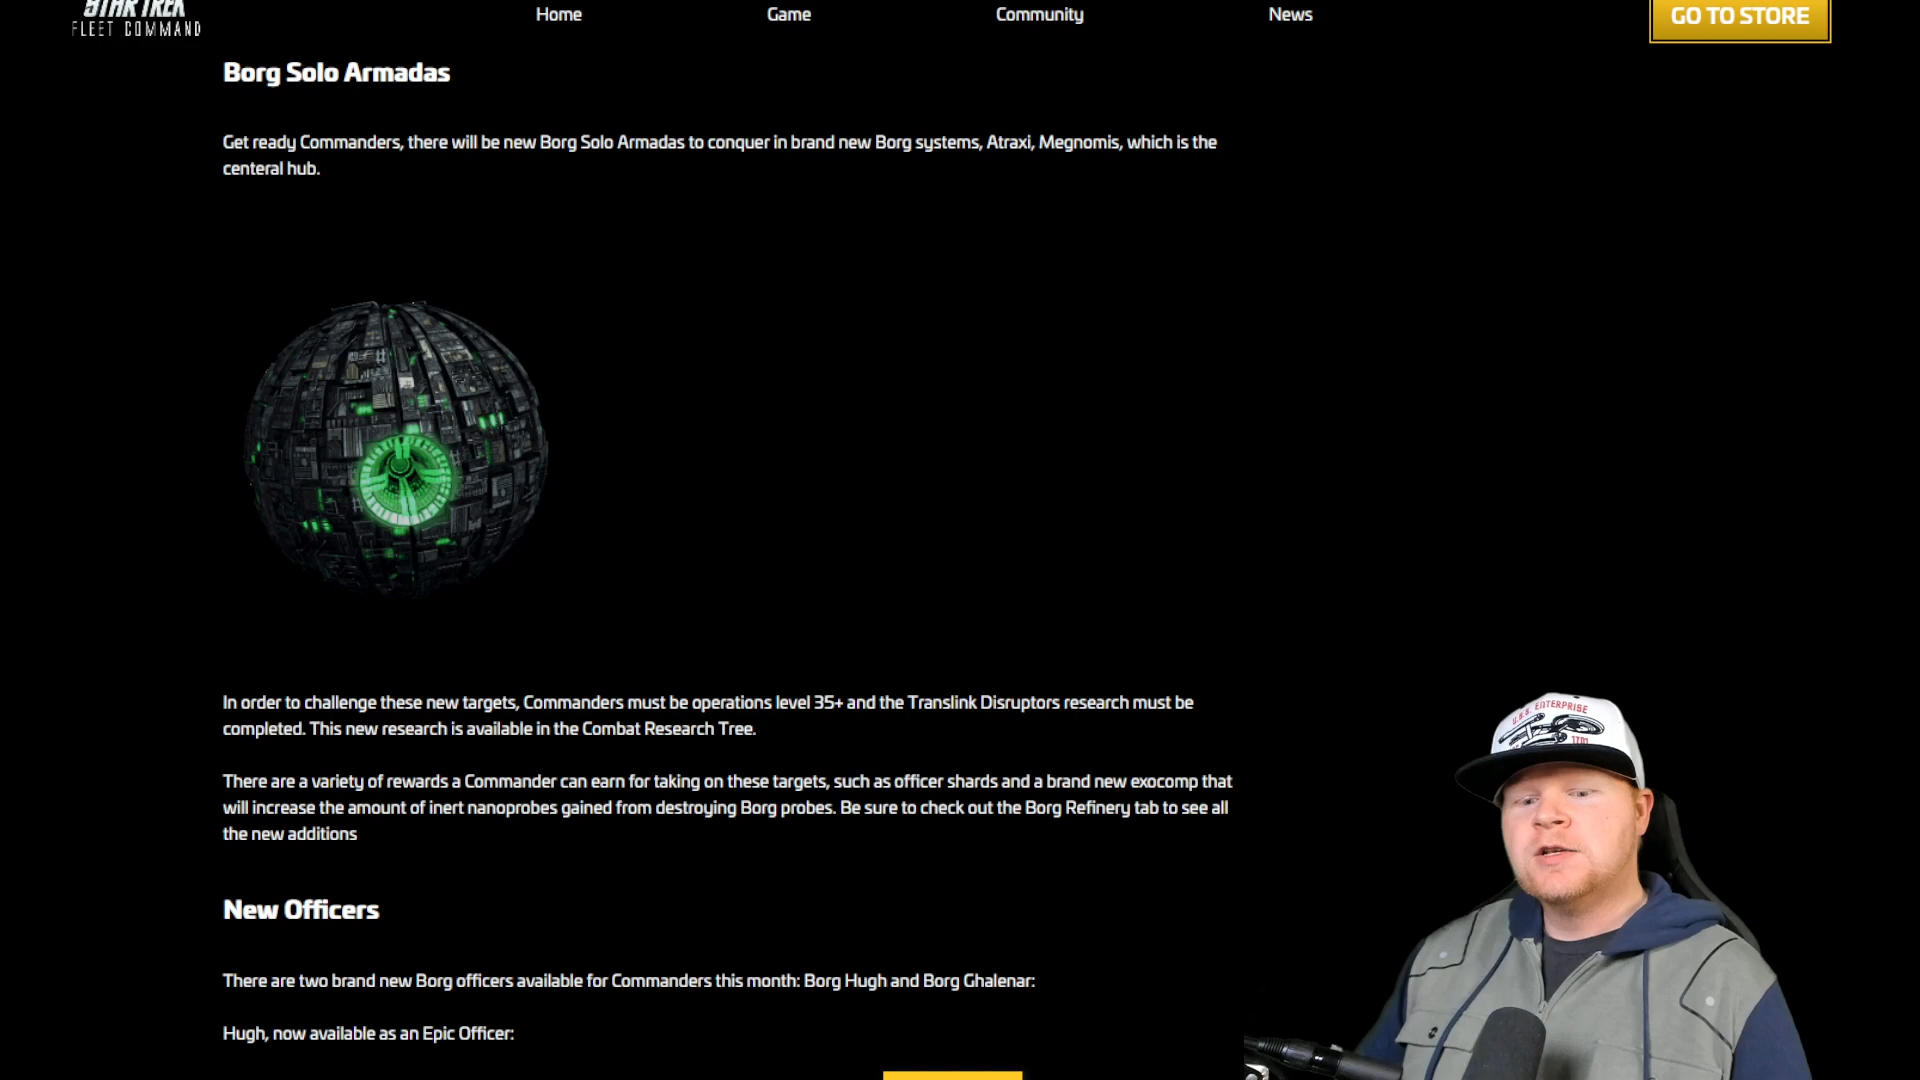 STAR TREK
FLEET COMMAND
Home
Game
Community
News
GO TO STORE
Borg Solo Armadas
Get ready Commanders, there will be new Borg Solo Armadas to conquer in brand new Borg systems, Atraxi, Megnomis, which is the
centeral hub.
In order to challenge these new targets, Commanders must be operations level 35+ and the Translink Disruptors research must be
completed. This new research is available in the Combat Research Tree.
There are a variety of rewards a Commander can earn for taking on these targets, such as officer shards and a brand new exocomp that
will increase the amount of inert nanoprobes gained from destroying Borg probes. Be sure to check out the Borg Refinery tab to see all
the new additions
New Officers
There are two brand new Borg officers available for Commanders this month: Borg Hugh and Borg Ghalenar:
Hugh, now available as an Epic Officer:
U.S.S. ENTERPRISE
1701